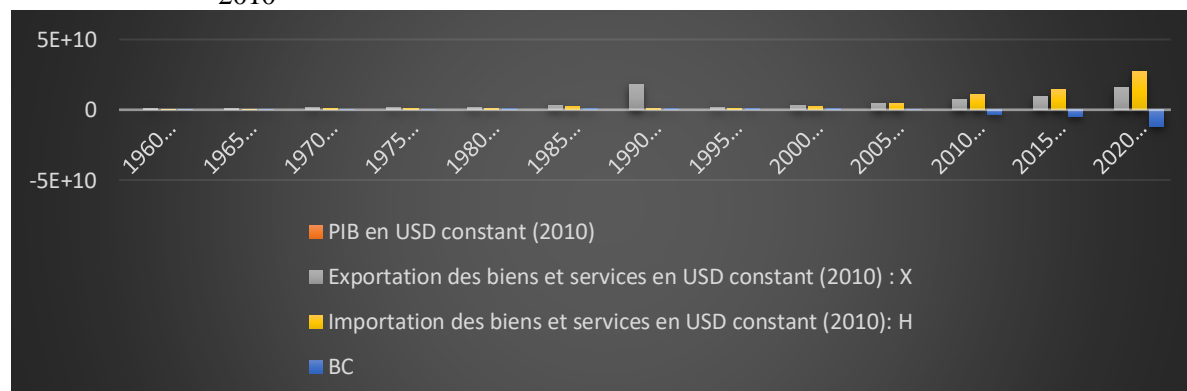 2010
5E+10
0
-5E+10
1960...
1965...
1970...
1975...
1980...
1985...
1990...
1995...
2000...
2005...
2010...
2015...
2020...
PIB en USD constant (2010)
Exportation des biens et services en USD constant (2010) : X
Importation des biens et services en USD constant (2010): H
BC